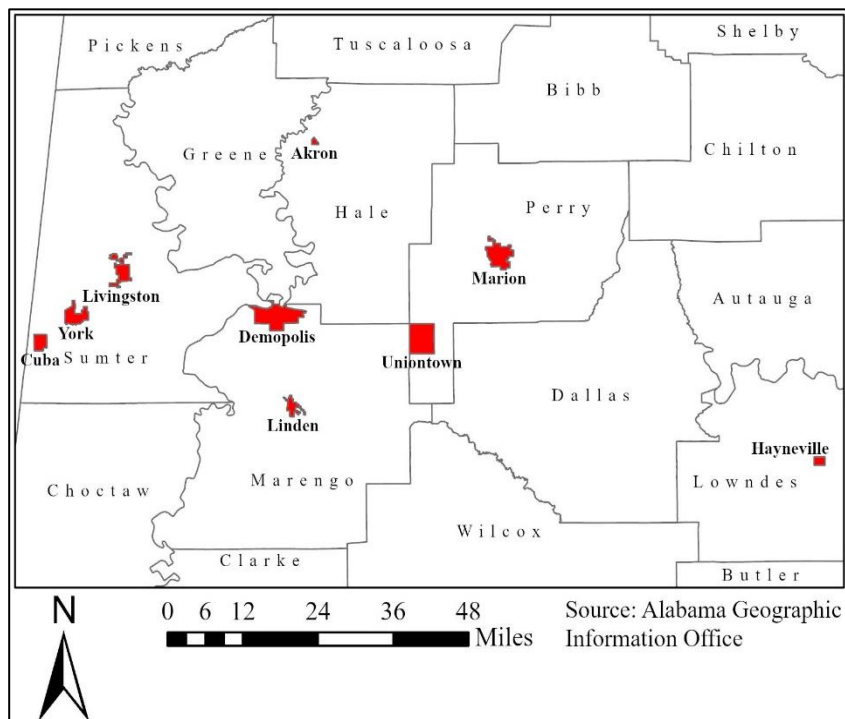 Pickens
Tuscaloosa
Shelby
Bibb
Greene
Akron
Chilton
Hale
Perry
Livingston
Marion
Autauga
York
Demopolis
Cuba
Sumter
Uniontown
Dallas
Linden
Hayneville
Choctaw
Marengo
Lowndes
Wilcox
Clarke
Butler
N
0 6 12 24 36 48
Miles
Source: Alabama Geographic
Information Office